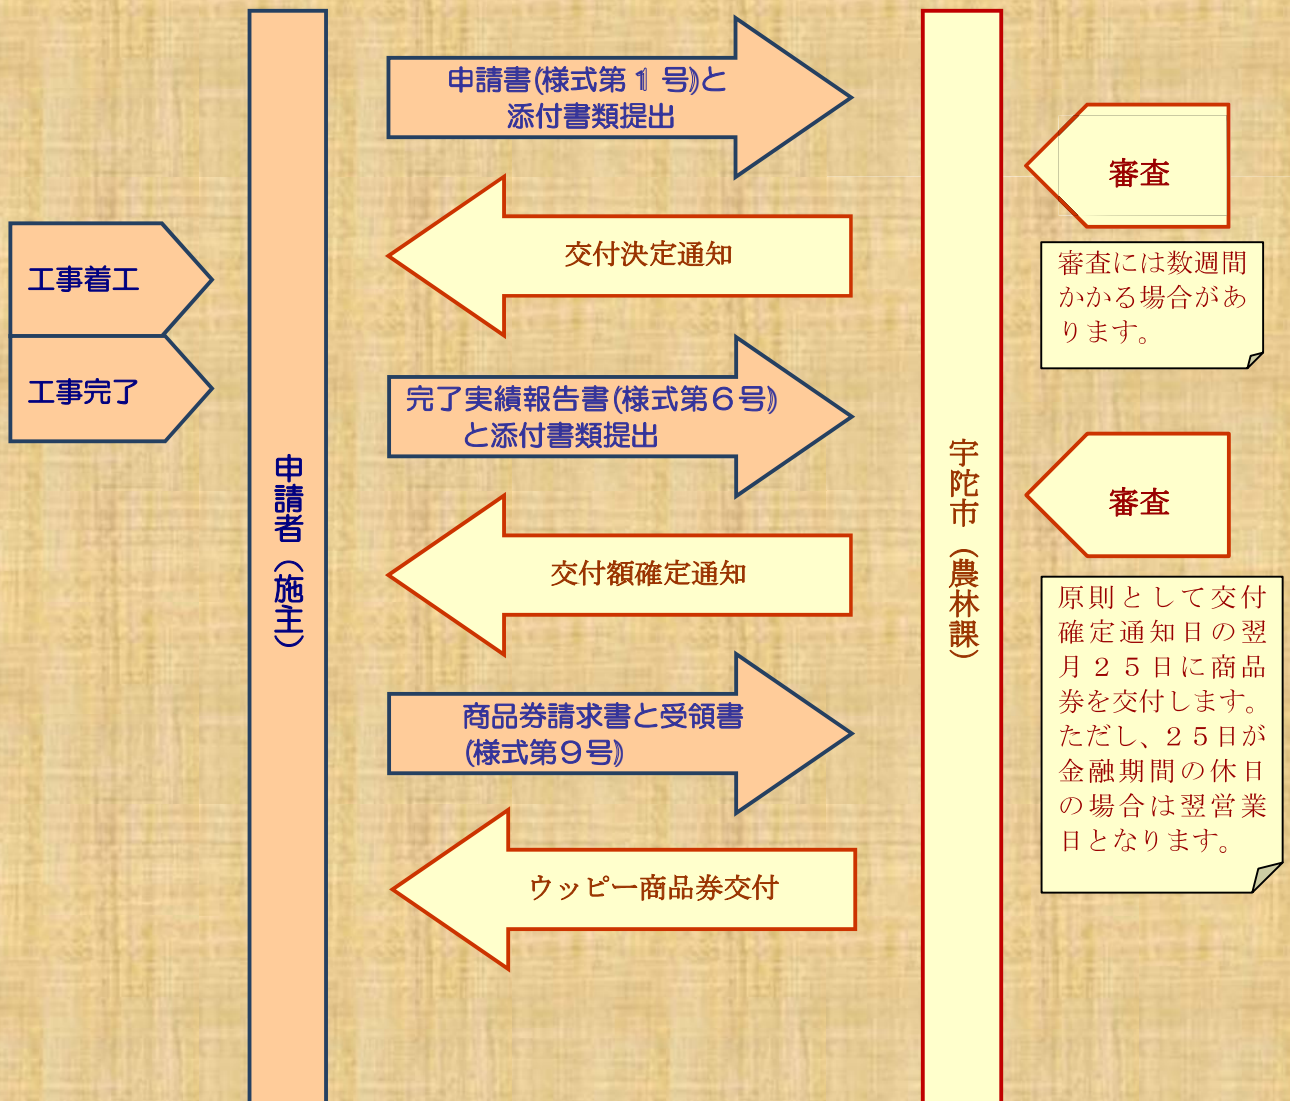 申請書(様式第１号)と
添付書類提出
審査
交付決定通知
審査には数週間
かかる場合があ
ります。
工事着工
工事完了
完了実績報告書(様式第６号)
と添付書類提出
申請者（施主）
宇陀市（農林課）
審査
交付額確定通知
原則として交付
確定通知日の翌
月２５日に商品
券を交付します。
ただし、２５日が
金融期間の休日
の場合は翌営業
日となります。
商品券請求書と受領書
(様式第９号)
ウッピー商品券交付